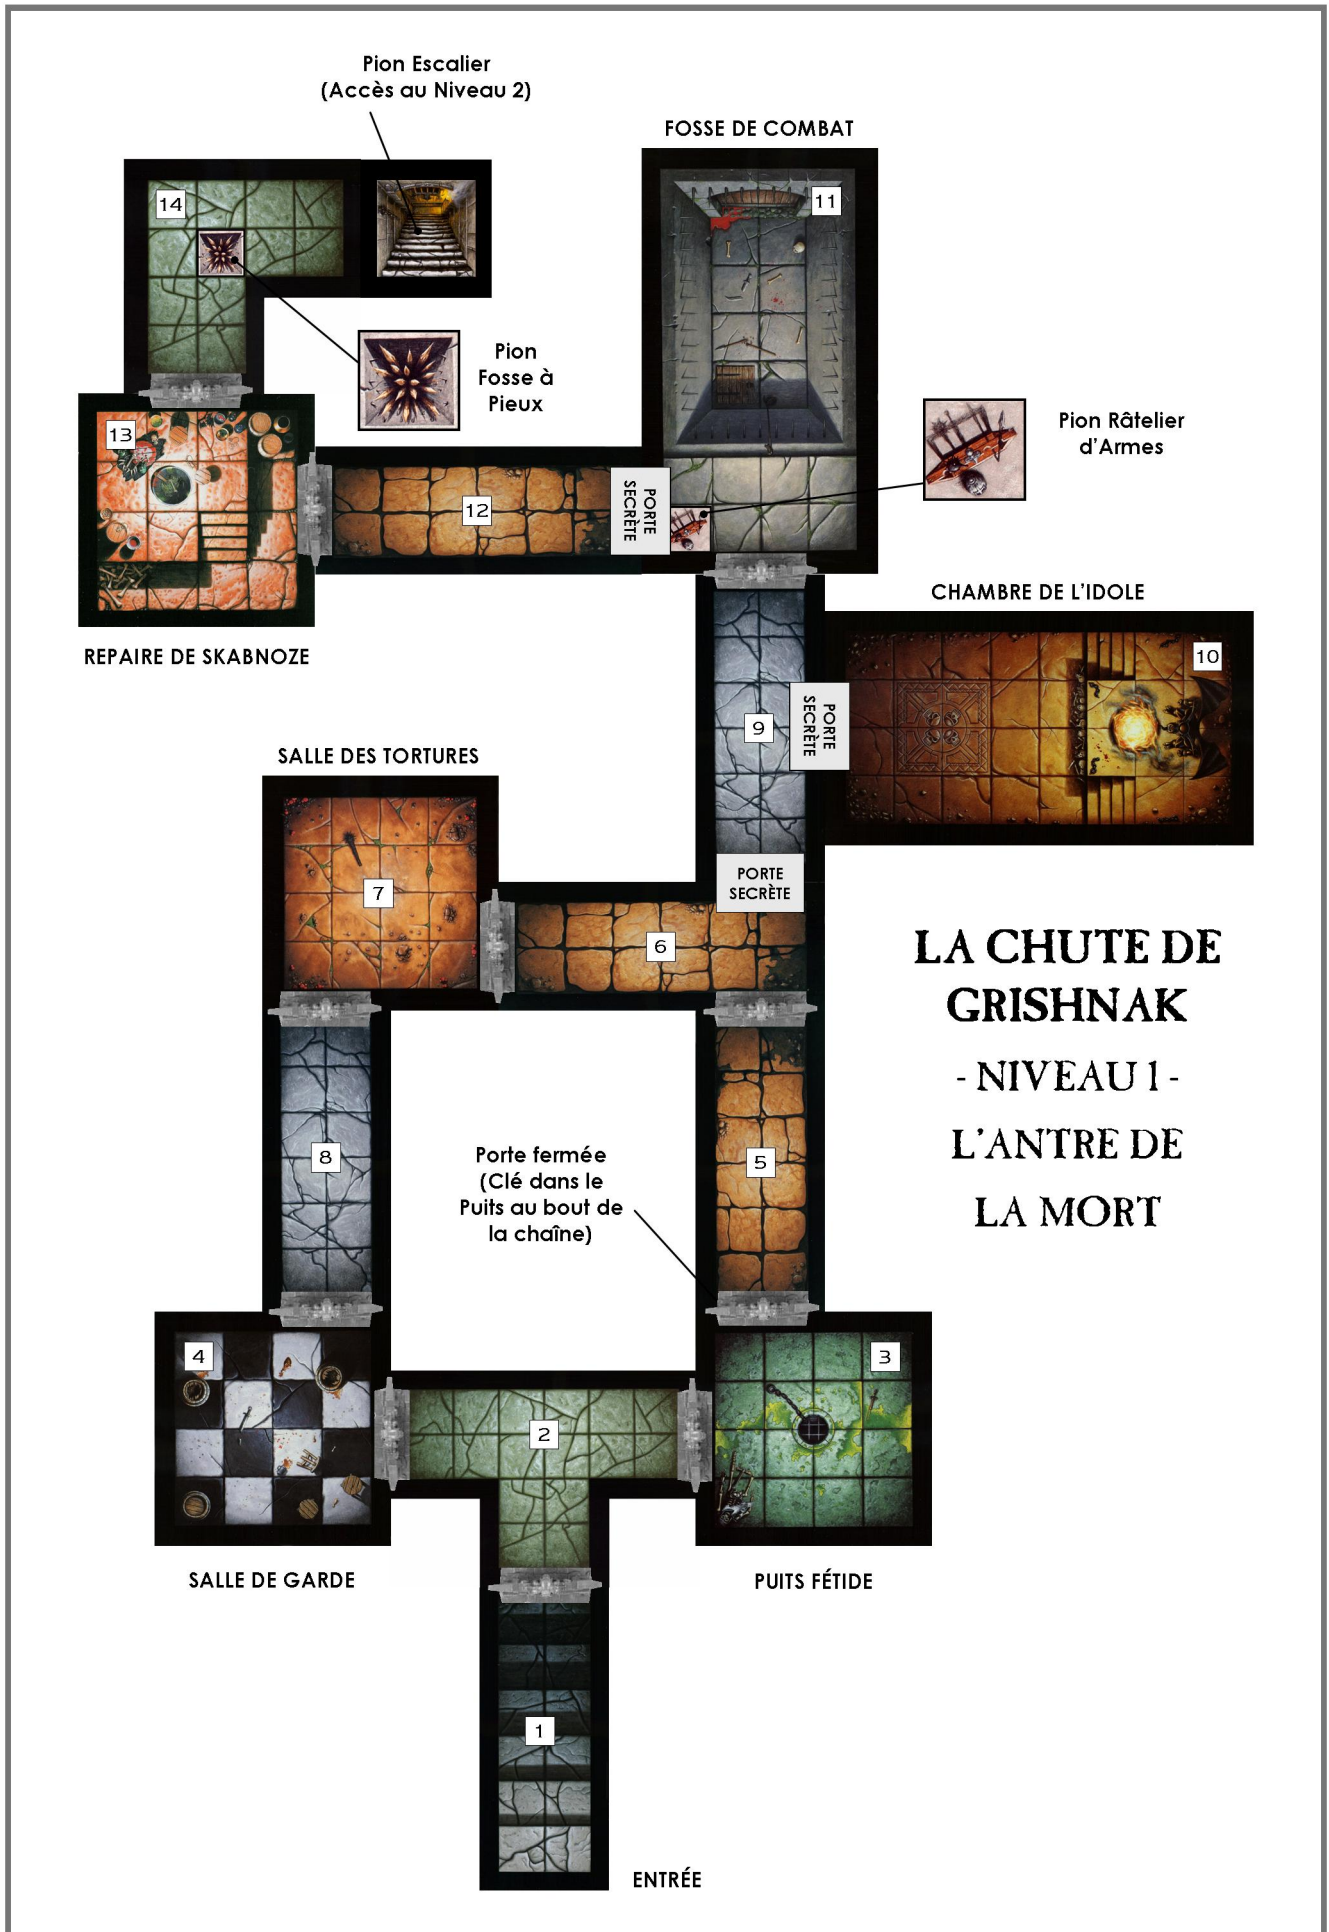 Pion Escalier
(Accès au Niveau 2)
FOSSE DE COMBAT
14
11
Pion
Fosse à
Pieux
Pion Râtelier
d'Armes
13
12
PORTE
SECRÈTE
REPAIRE DE SKABNOZE
CHAMBRE DE L'IDOLE
10
9
PORTE
SECRÈTE
SALLE DES TORTURES
7
PORTE
SECRÈTE
6
LA CHUTE DE
GRISHNAK
- NIVEAU 1 -
L'ANTRE DE
LA MORT
8
Porte fermée
(Clé dans le
Puits au bout de
la chaîne)
5
4
3
2
SALLE DE GARDE
PUITS FÉTIDE
1
ENTRÉE